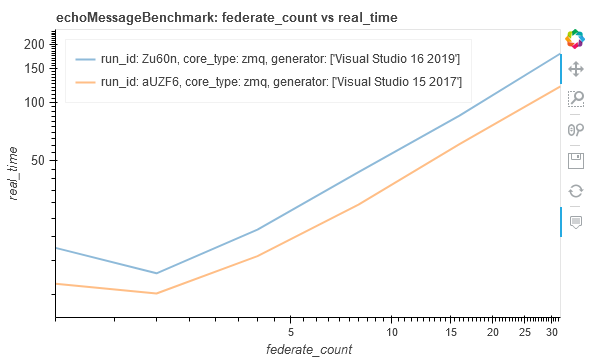 echoMessageBenchmark: federate_count vs real_time
run_id: Zu60n, core_type: zmq, generator: ['Visual Studio 16 2019']
run_id: aUZF6, core_type: zmq, generator: ['Visual Studio 15 2017']
200
150
100
50
real_time
5
10
15
20
25
30
federate_count